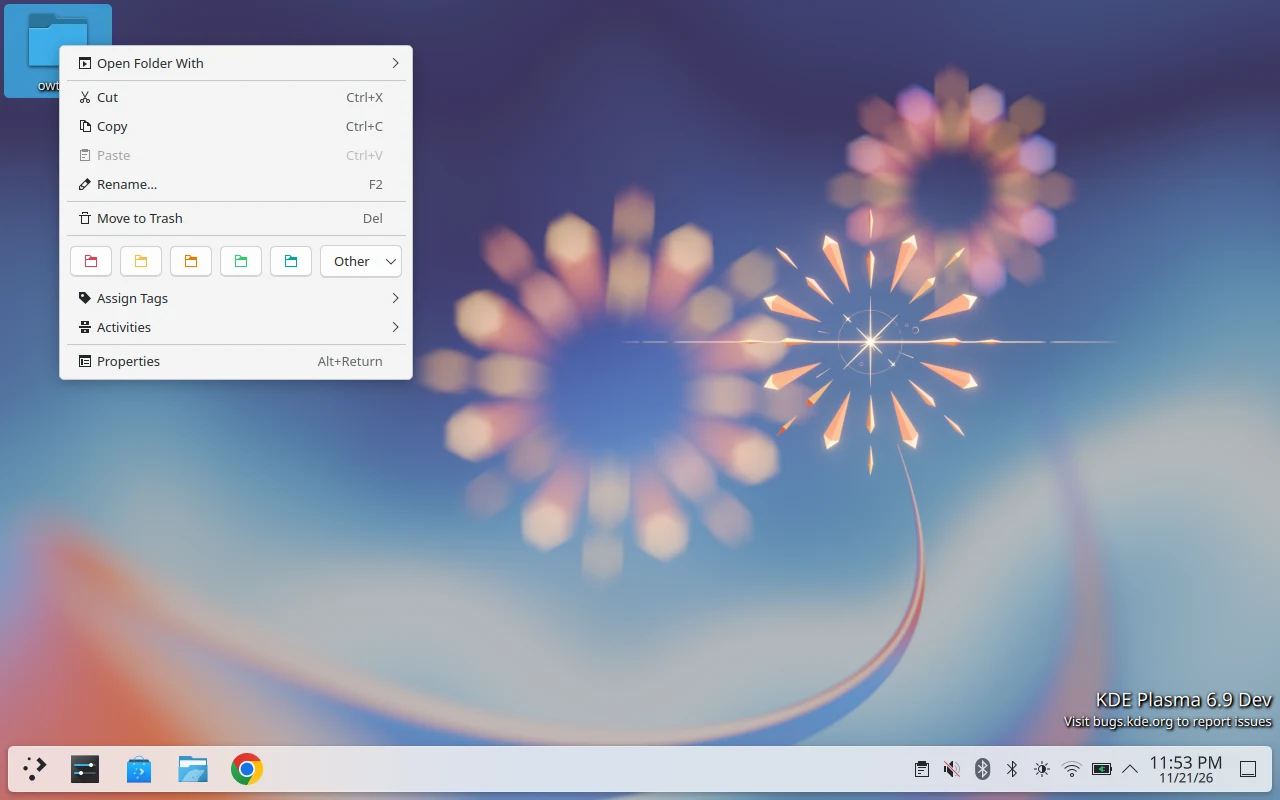 Open Folder With
Cut Ctrl+X
Copy Ctrl+C
Paste Ctrl+V
Rename... F2
Move to Trash Del
Other
Assign Tags
Activities
Properties Alt+Return
KDE Plasma 6.9 Dev
Visit bugs.kde.org to report issues
11:53 PM
11/21/26